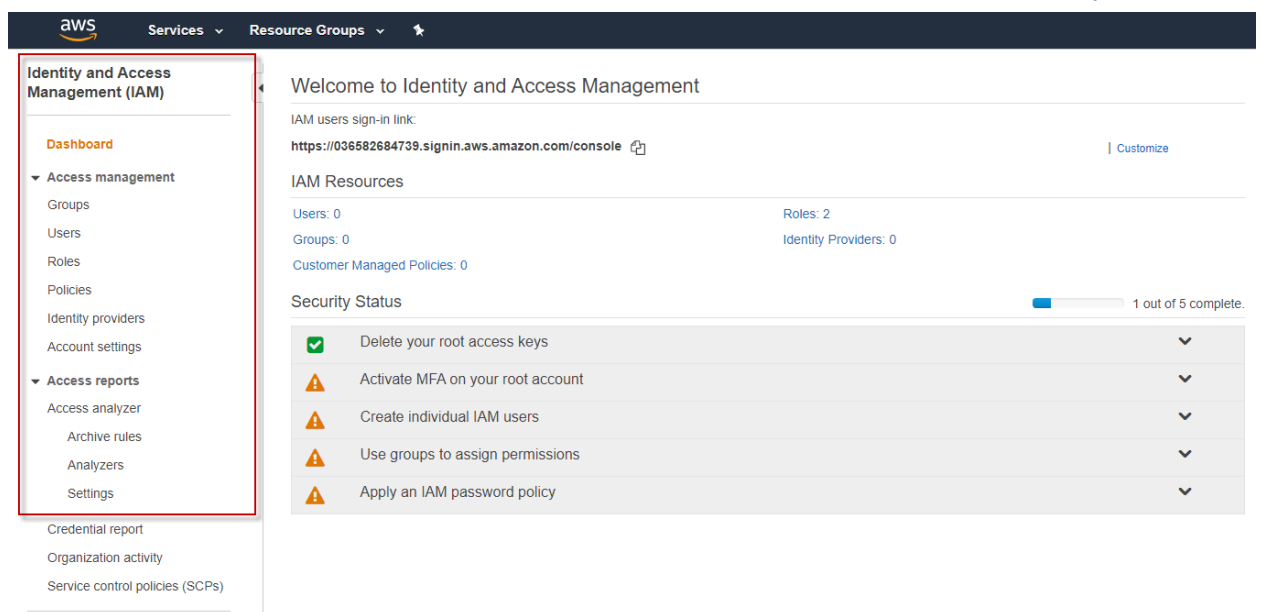 aws
Services
Resource Groups
Identity and Access
Management (IAM)
Dashboard
Access management
Groups
Users
Roles
Policies
Identity providers
Account settings
Access reports
Access analyzer
Archive rules
Analyzers
Settings
Credential report
Organization activity
Service control policies (SCPs)
Welcome to Identity and Access Management
IAM users sign-in link:
https://036582684739.signin.aws.amazon.com/console
| Customize
IAM Resources
Users: 0
Roles: 2
Groups: 0
Identity Providers: 0
Customer Managed Policies: 0
Security Status
1 out of 5 complete.
Delete your root access keys
Activate MFA on your root account
Create individual IAM users
Use groups to assign permissions
Apply an IAM password policy